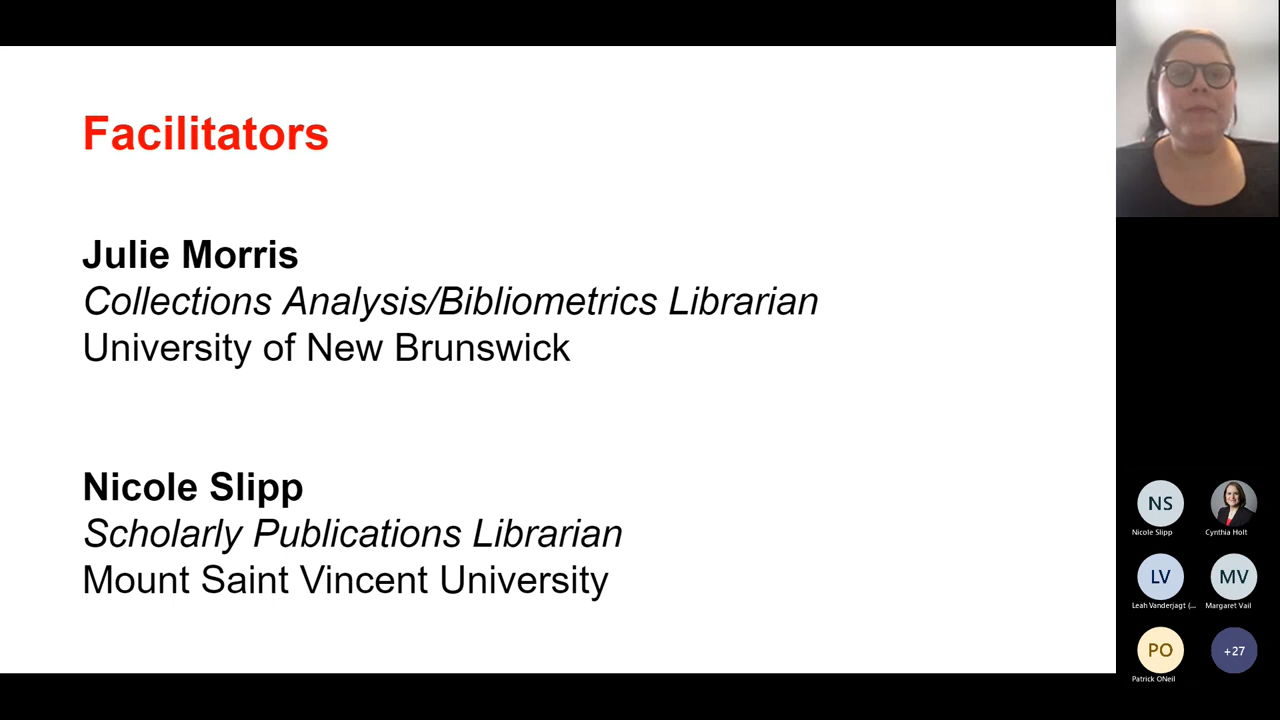 Facilitators
Julie Morris
Collections Analysis/Bibliometrics Librarian
University of New Brunswick
Nicole Slipp
Scholarly Publications Librarian
Mount Saint Vincent University
NS
Nicole Slipp
Cynthia Holt
LV
MV
Leah Vanderjagt (...
Margaret Vail
PO
+27
Patrick ONeil